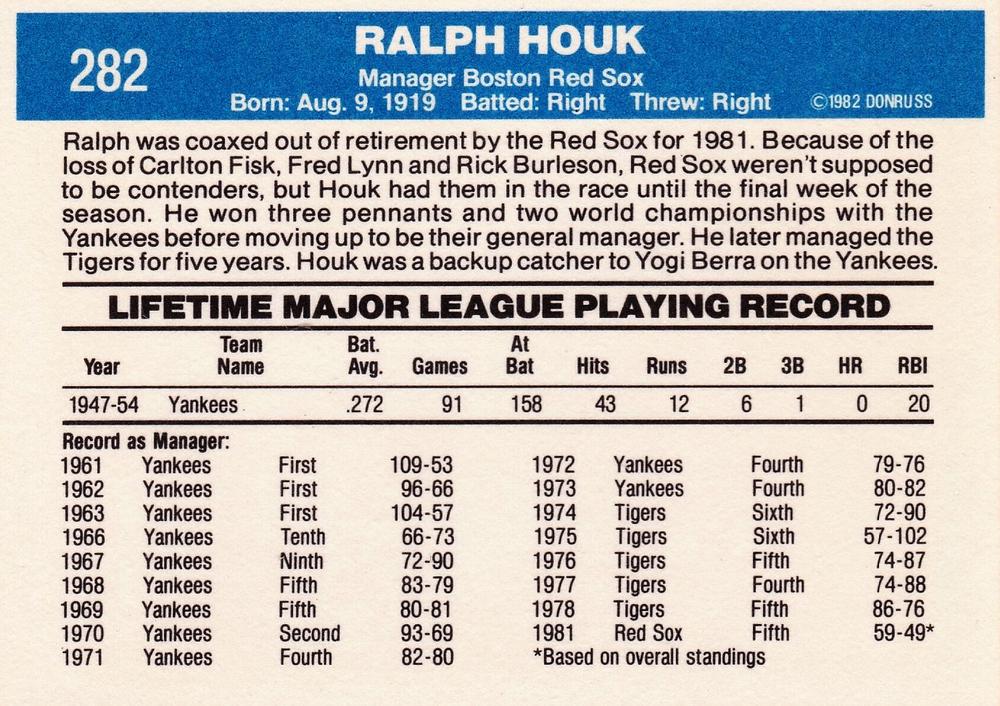 282
RALPH HOUK
Manager Boston Red Sox
Born: Aug. 9, 1919 Batted: Right Threw: Right ©1982 DONRUSS
Ralph was coaxed out of retirement by the Red Sox for 1981. Because of the
loss of Carlton Fisk, Fred Lynn and Rick Burleson, Red Sox weren't supposed
to be contenders, but Houk had them in the race until the final week of the
season. He won three pennants and two world championships with the
Yankees before moving up to be their general manager. He later managed the
Tigers for five years. Houk was a backup catcher to Yogi Berra on the Yankees.
LIFETIME MAJOR LEAGUE PLAYING RECORD
Year Team Name Bat. Avg. Games At Bat Hits Runs 2B 3B HR RBI
1947-54 Yankees .272 91 158 43 12 6 1 0 20
Record as Manager:
1961 Yankees First 109-53
1962 Yankees First 96-66
1963 Yankees First 104-57
1966 Yankees Tenth 66-73
1967 Yankees Ninth 72-90
1968 Yankees Fifth 83-79
1969 Yankees Fifth 80-81
1970 Yankees Second 93-69
1971 Yankees Fourth 82-80
1972 Yankees Fourth 79-76
1973 Yankees Fourth 80-82
1974 Tigers Sixth 72-90
1975 Tigers Sixth 57-102
1976 Tigers Fifth 74-87
1977 Tigers Fourth 74-88
1978 Tigers Fifth 86-76
1981 Red Sox Fifth 59-49*
*Based on overall standings